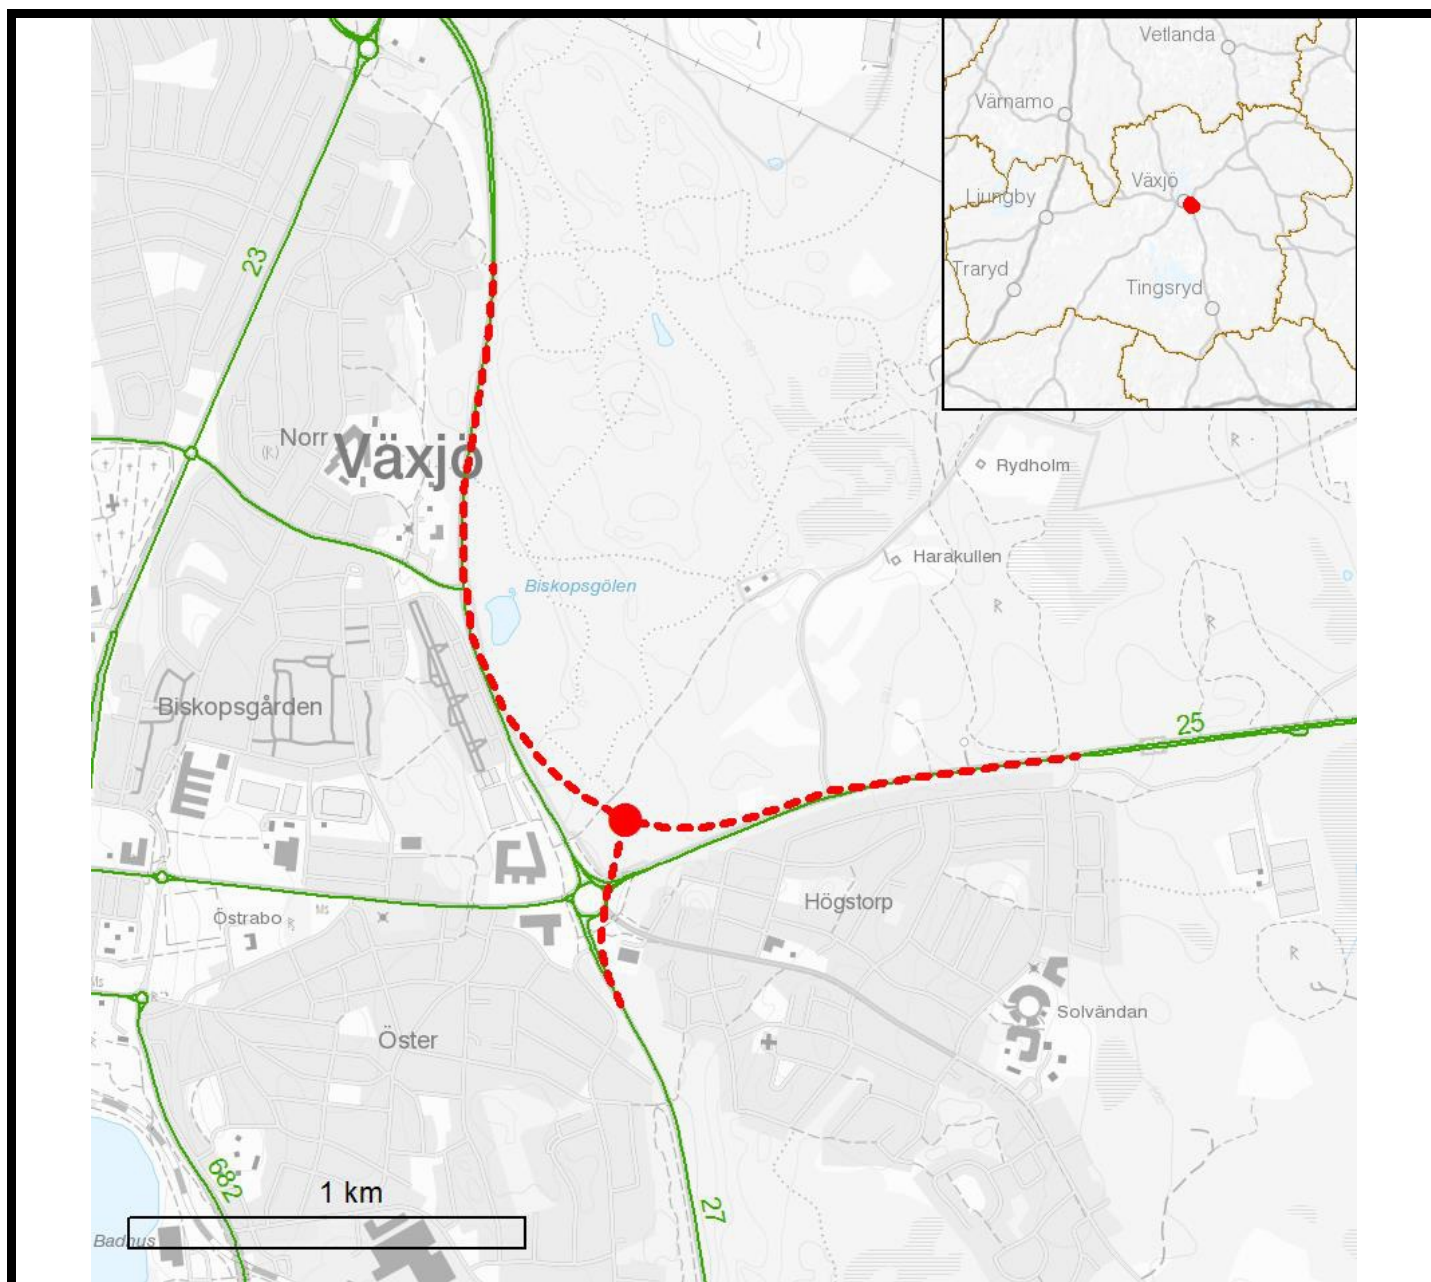 Vetlanda
Värnamo
Växjö
Ljungby
Traryd
Tingsryd
23
Norr
Växjö
Rydholm
R
(R)
Harakullen
Biskopsgölen
R
R
Biskopsgården
25
Högstorp
Östrabo
R
Solvändan
Öster
682
1 km
27
Badhus